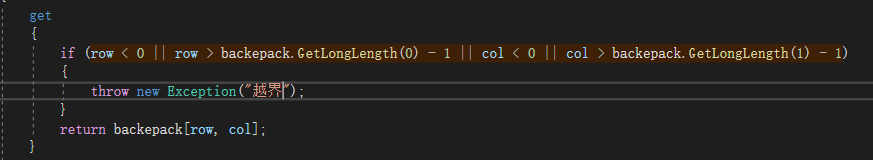 get
{
if (row < 0 || row > backepack.GetLongLength(0) - 1 || col < 0 || col > backepack.GetLongLength(1) - 1)
{
throw new Exception("越界");
}
return backepack[row, col];
}